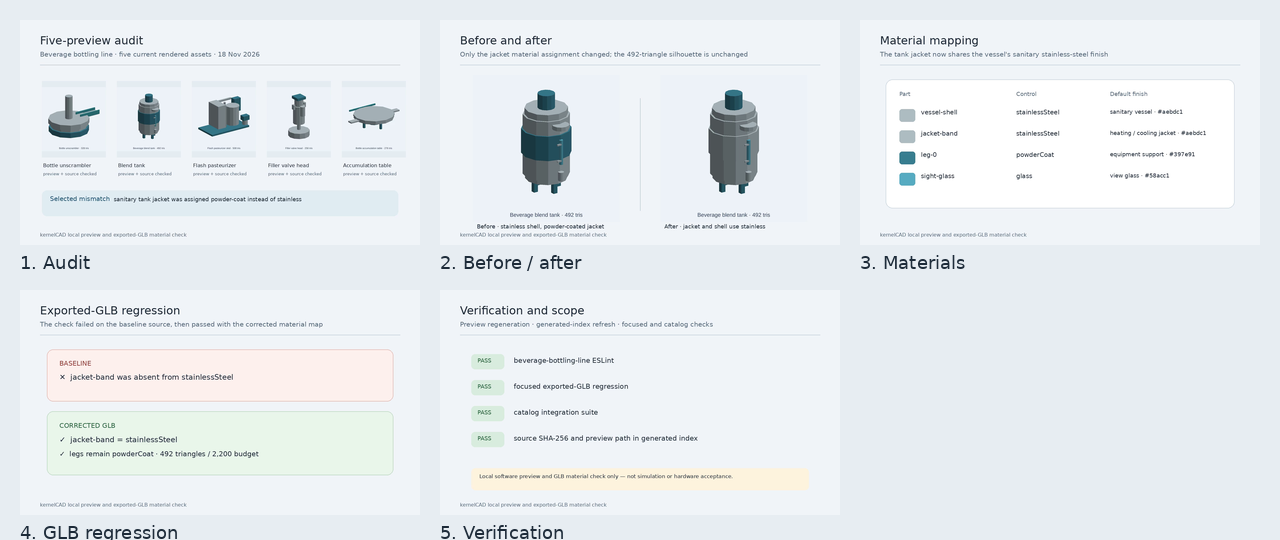 Five-preview audit
Beverage bottling line · five current rendered assets · 18 Nov 2026
Bottle unscrambler
preview + source checked
Blend tank
preview + source checked
Flash pasteurizer
preview + source checked
Filler valve head
preview + source checked
Accumulation table
preview + source checked
Selected mismatch sanitary tank jacket was assigned powder-coat instead of stainless
kernelCAD local preview and exported-GLB material check
1. Audit
Before and after
Only the jacket material assignment changed; the 492-triangle silhouette is unchanged
Beverage blend tank · 492 tris
Before · stainless shell, powder-coated jacket
Beverage blend tank · 492 tris
After · jacket and shell use stainless
kernelCAD local preview and exported-GLB material check
2. Before / after
Material mapping
The tank jacket now shares the vessel's sanitary stainless-steel finish
Part Control Default finish
vessel-shell stainlessSteel sanitary vessel · #aebdc1
jacket-band stainlessSteel heating / cooling jacket · #aebdc1
leg-0 powderCoat equipment support · #397e91
sight-glass glass view glass · #58acc1
kernelCAD local preview and exported-GLB material check
3. Materials
Exported-GLB regression
The check failed on the baseline source, then passed with the corrected material map
BASELINE
✕ jacket-band was absent from stainlessSteel
CORRECTED GLB
✓ jacket-band = stainlessSteel
✓ legs remain powderCoat · 492 triangles / 2,200 budget
kernelCAD local preview and exported-GLB material check
4. GLB regression
Verification and scope
Preview regeneration · generated-index refresh · focused and catalog checks
PASS beverage-bottling-line ESLint
PASS focused exported-GLB regression
PASS catalog integration suite
PASS source SHA-256 and preview path in generated index
Local software preview and GLB material check only — not simulation or hardware acceptance.
kernelCAD local preview and exported-GLB material check
5. Verification